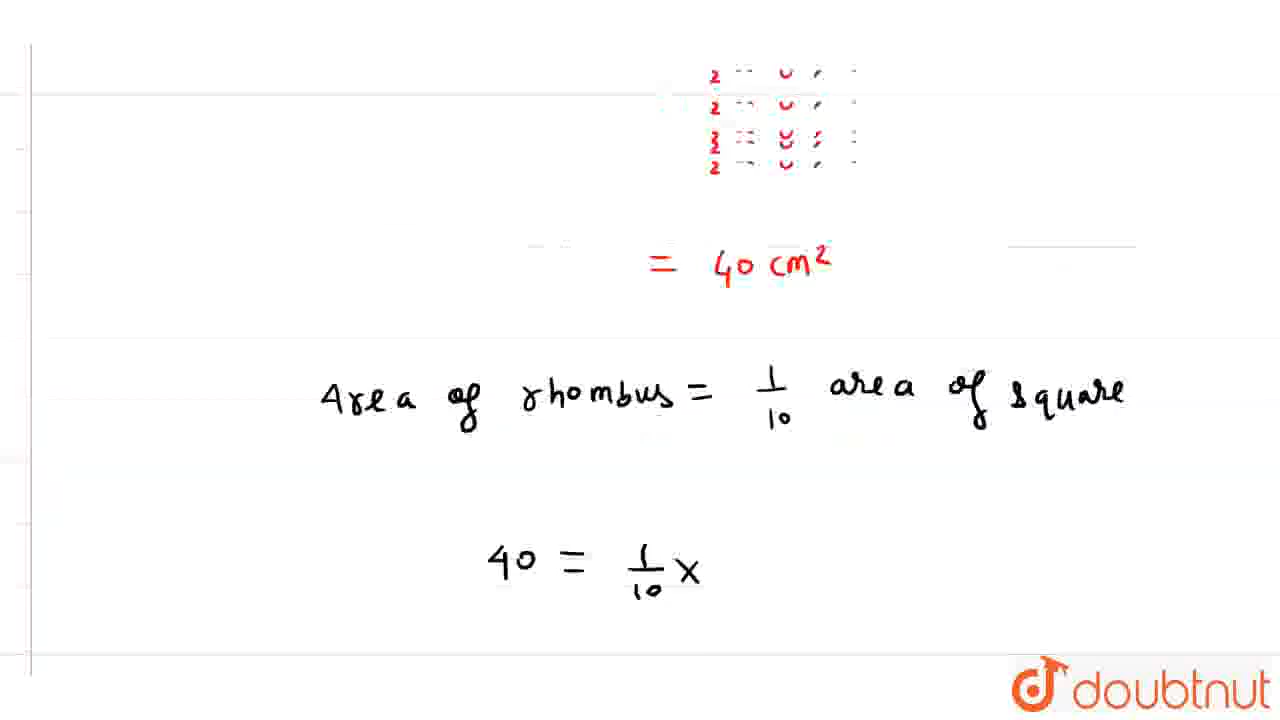 = 40 cm²
Area of rhombus = 1/10 area of square
40 = 1/10 ×
doubtnut